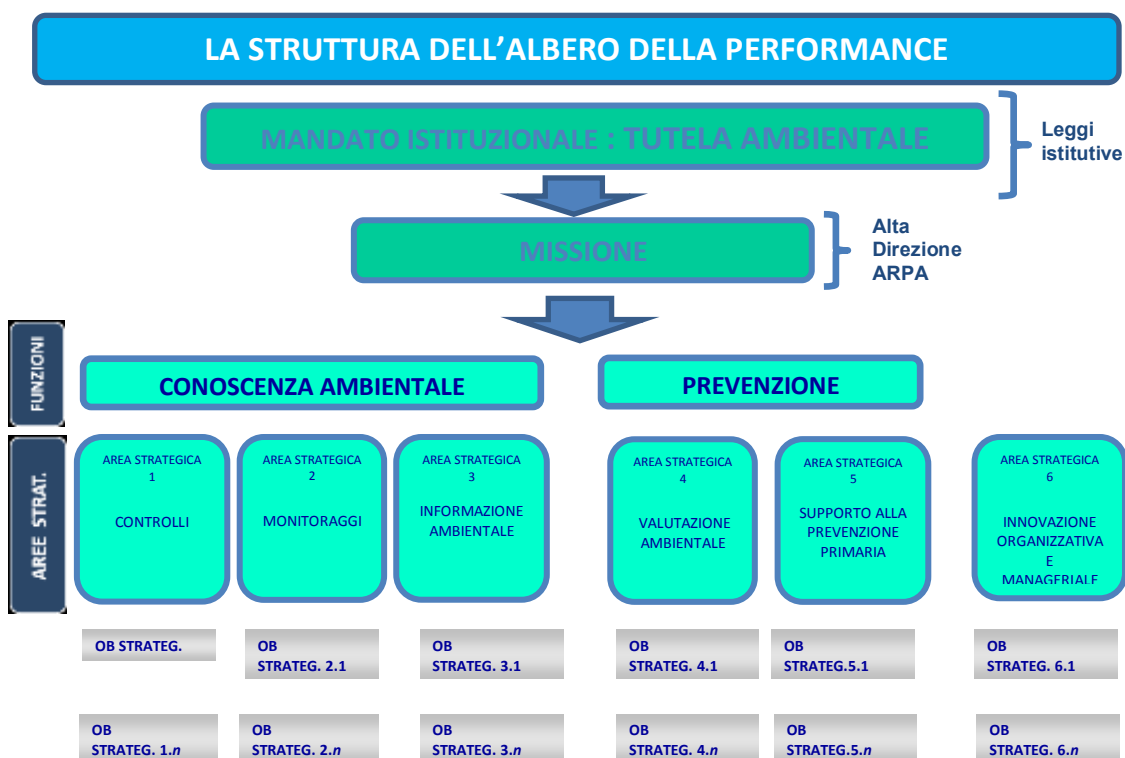 LA STRUTTURA DELL'ALBERO DELLA PERFORMANCE
MANDATO ISTITUZIONALE : TUTELA AMBIENTALE
Leggi
istitutive
MISSIONE
Alta
Direzione
ARPA
FUNZIONI
CONOSCENZA AMBIENTALE
PREVENZIONE
AREE STRAT.
AREA STRATEGICA
1
CONTROLLI
AREA STRATEGICA
2
MONITORAGGI
AREA STRATEGICA
3
INFORMAZIONE
AMBIENTALE
AREA STRATEGICA
4
VALUTAZIONE
AMBIENTALE
AREA STRATEGICA
5
SUPPORTO ALLA
PREVENZIONE
PRIMARIA
AREA STRATEGICA
6
INNOVAZIONE
ORGANIZZATIVA
E
MANAGERIALE
OB STRATEG.
OB
STRATEG. 2.1
OB
STRATEG. 3.1
OB
STRATEG. 4.1
OB
STRATEG.5.1
OB
STRATEG. 6.1
OB
STRATEG. 1.n
OB
STRATEG. 2.n
OB
STRATEG. 3.n
OB
STRATEG. 4.n
OB
STRATEG.5.n
OB
STRATEG. 6.n